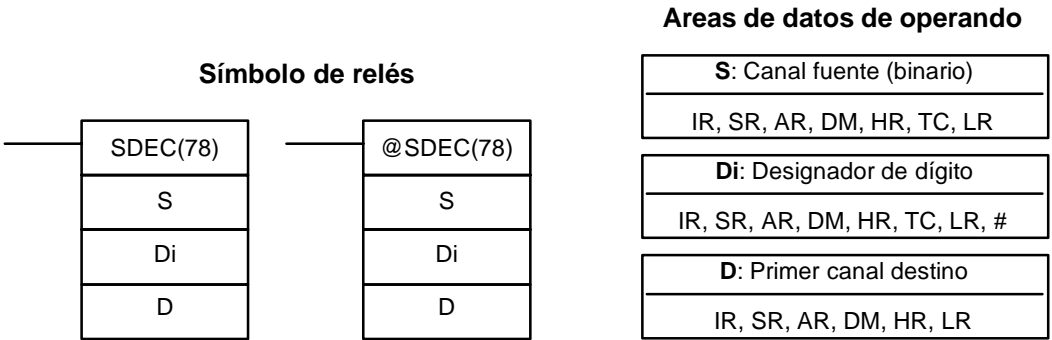 Areas de datos de operando
Símbolo de relés
SDEC(78)
S
Di
D
@SDEC(78)
S
Di
D
S: Canal fuente (binario)
IR, SR, AR, DM, HR, TC, LR
Di: Designador de dígito
IR, SR, AR, DM, HR, TC, LR, #
D: Primer canal destino
IR, SR, AR, DM, HR, LR